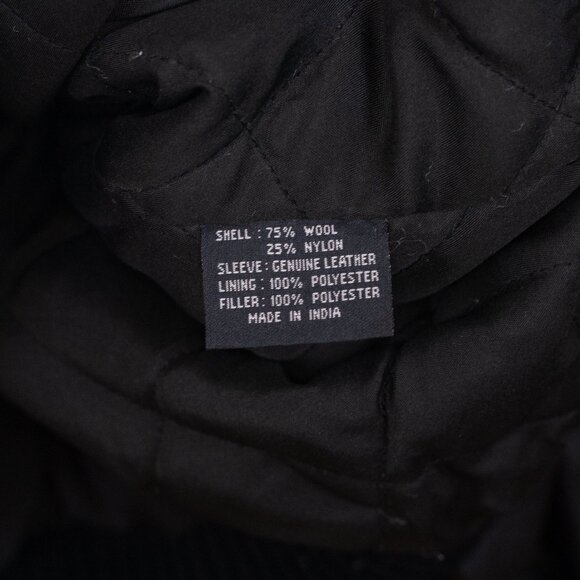 SHELL : 75% WOOL
25% NYLON
SLEEVE : GENUINE LEATHER
LINING : 100% POLYESTER
FILLER : 100% POLYESTER
MADE IN INDIA